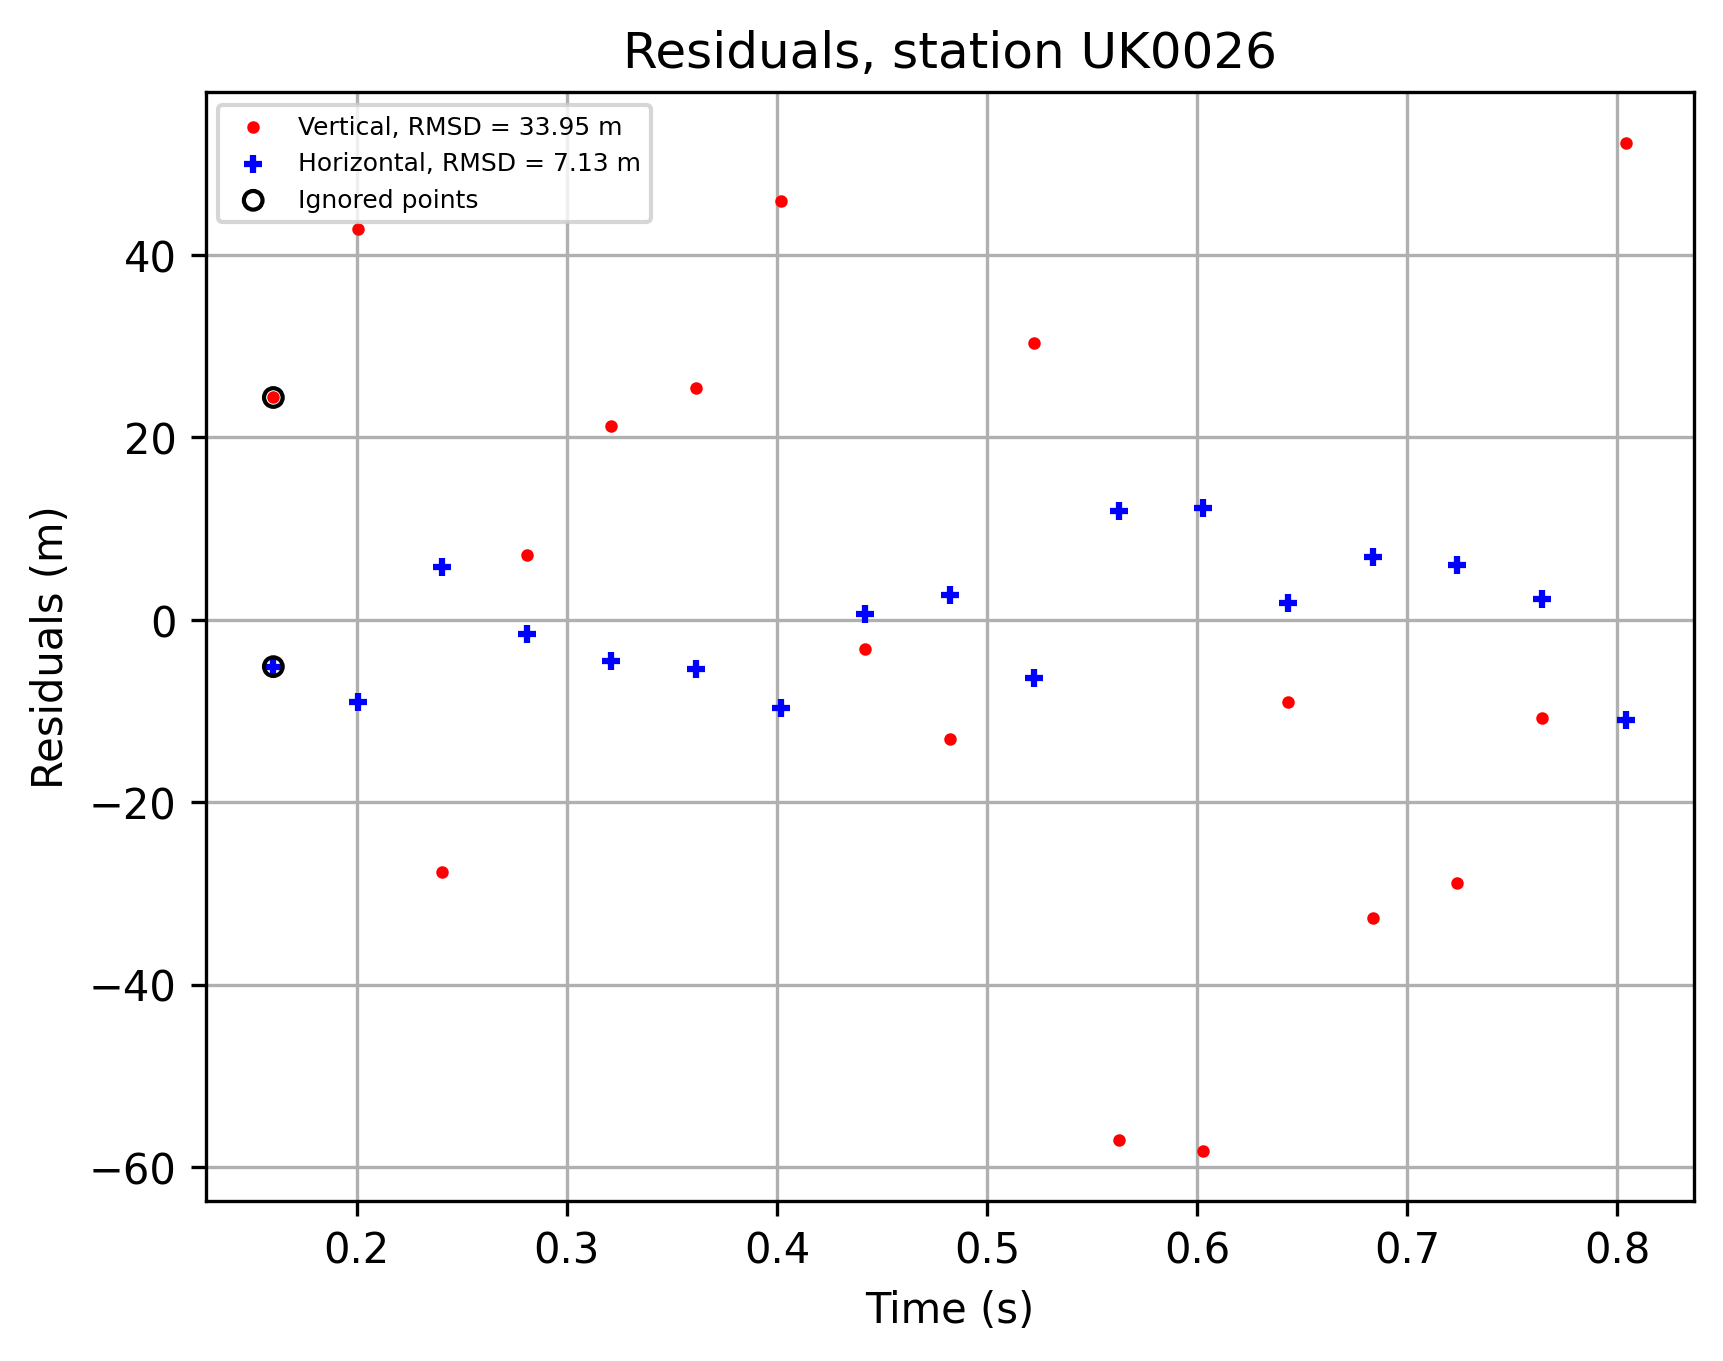 Residuals, station UK0026
Vertical, RMSD = 33.95 m
Horizontal, RMSD = 7.13 m
Ignored points
40
20
0
−20
−40
−60
Residuals (m)
0.2 0.3 0.4 0.5 0.6 0.7 0.8
Time (s)